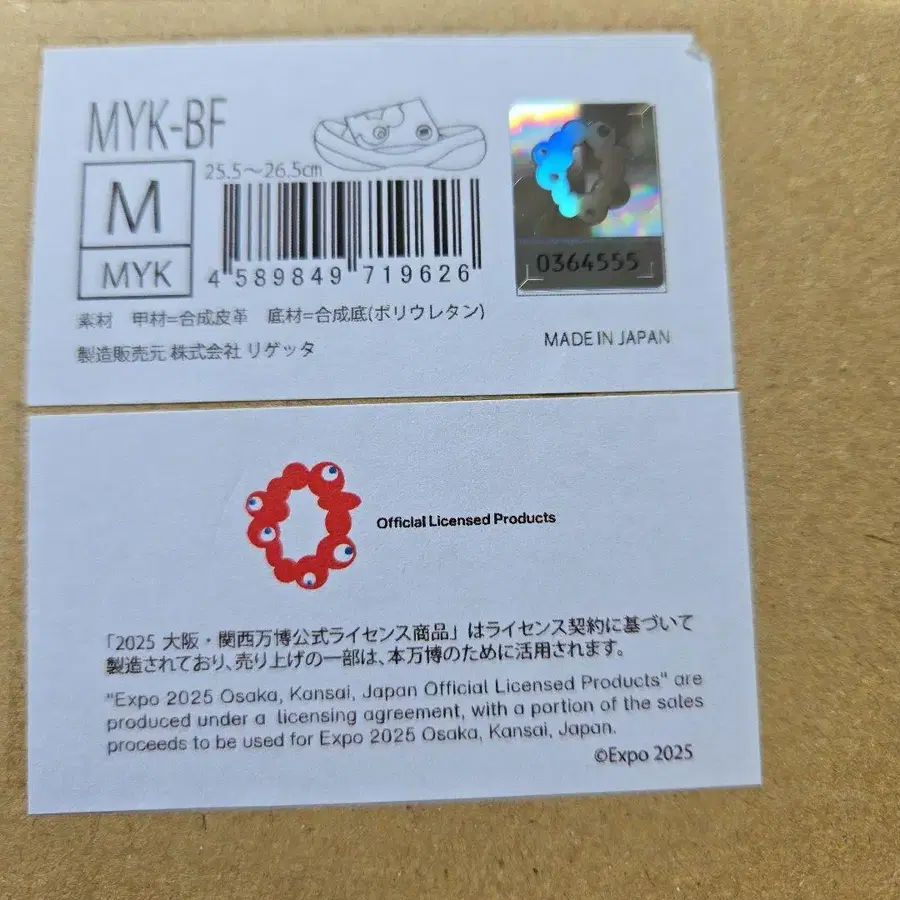 MYK-BF
25.5～26.5cm
M
MYK
4 589849 719626
0364555
素材　甲材=合成皮革　底材=合成底(ポリウレタン)
製造販売元 株式会社 リゲッタ
MADE IN JAPAN
Official Licensed Products
「2025 大阪・関西万博公式ライセンス商品」はライセンス契約に基づいて
製造されており、売り上げの一部は、本万博のために活用されます。
"Expo 2025 Osaka, Kansai, Japan Official Licensed Products" are
produced under a licensing agreement, with a portion of the sales
proceeds to be used for Expo 2025 Osaka, Kansai, Japan.
©Expo 2025